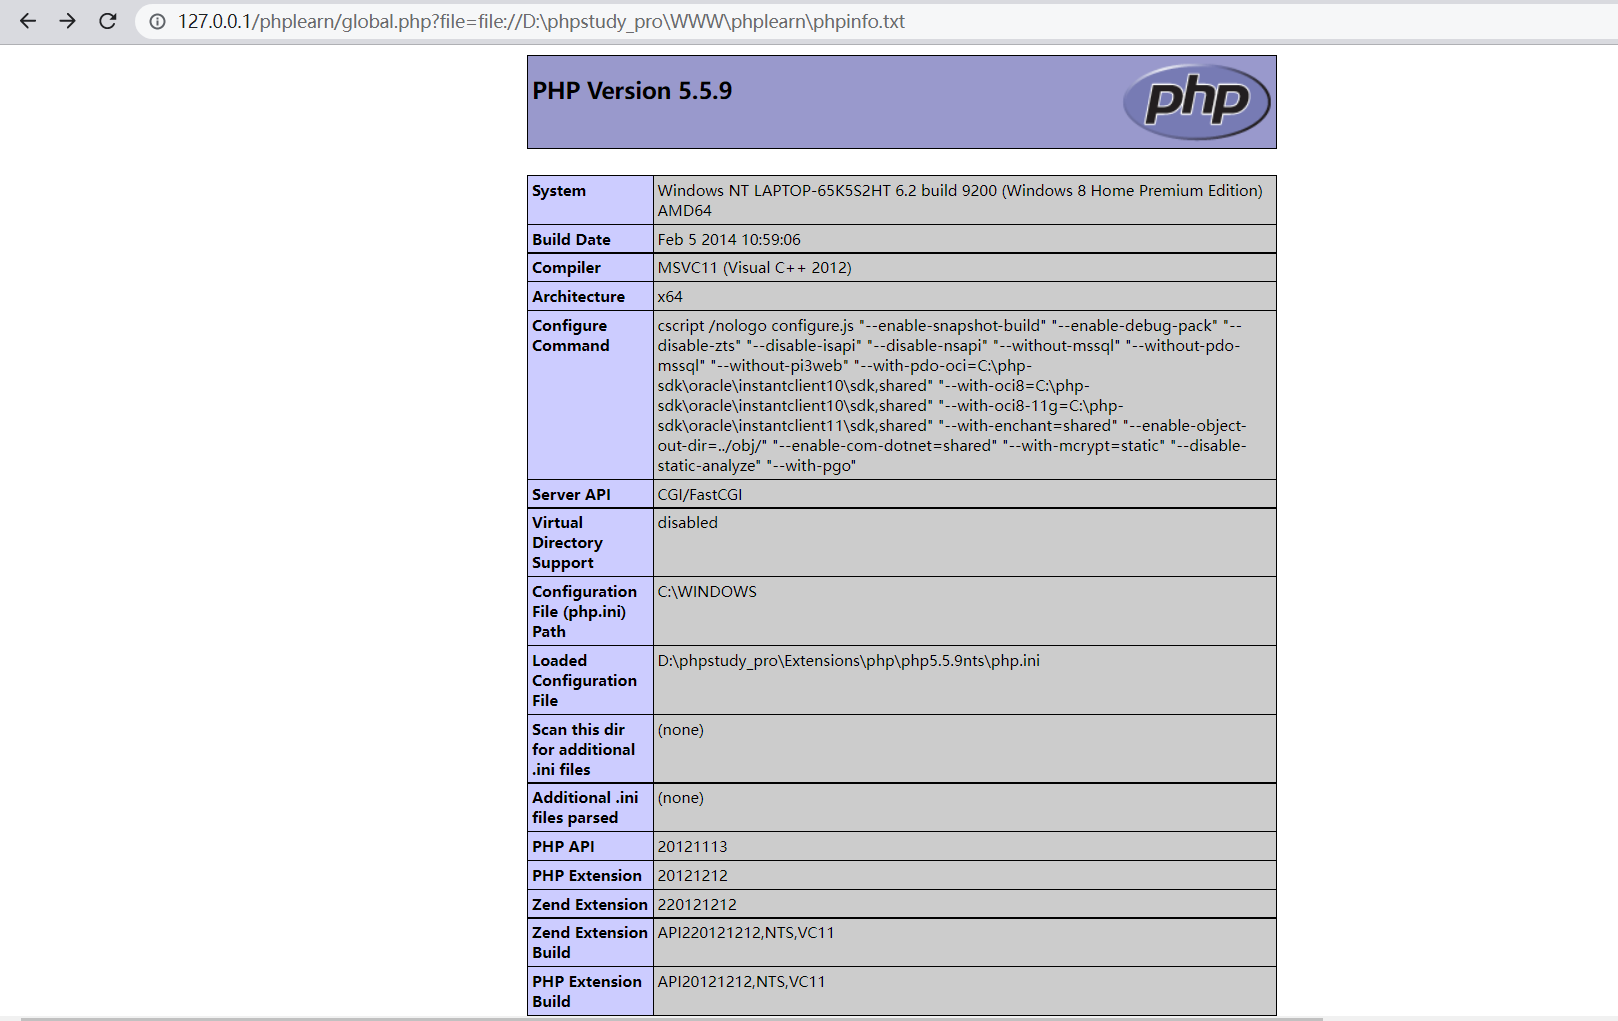 127.0.0.1/phplearn/global.php?file=file://D:\phpstudy_pro\WWW\phplearn\phpinfo.txt
PHP Version 5.5.9
php
System
Windows NT LAPTOP-65K5S2HT 6.2 build 9200 (Windows 8 Home Premium Edition)
AMD64
Build Date
Feb 5 2014 10:59:06
Compiler
MSVC11 (Visual C++ 2012)
Architecture
x64
Configure
Command
cscript /nologo configure.js "--enable-snapshot-build" "--enable-debug-pack" "--
disable-zts" "--disable-isapi" "--disable-nsapi" "--without-mssql" "--without-pdo-
mssql" "--without-pi3web" "--with-pdo-oci=C:\php-
sdk\oracle\instantclient10\sdk,shared" "--with-oci8=C:\php-
sdk\oracle\instantclient10\sdk,shared" "--with-oci8-11g=C:\php-
sdk\oracle\instantclient11\sdk,shared" "--with-enchant=shared" "--enable-object-
out-dir=../obj/" "--enable-com-dotnet=shared" "--with-mcrypt=static" "--disable-
static-analyze" "--with-pgo"
Server API
CGI/FastCGI
Virtual
Directory
Support
disabled
Configuration
File (php.ini)
Path
C:\WINDOWS
Loaded
Configuration
File
D:\phpstudy_pro\Extensions\php\php5.5.9nts\php.ini
Scan this dir
for additional
.ini files
(none)
Additional .ini
files parsed
(none)
PHP API
20121113
PHP Extension
20121212
Zend Extension
220121212
Zend Extension
Build
API220121212,NTS,VC11
PHP Extension
Build
API20121212,NTS,VC11